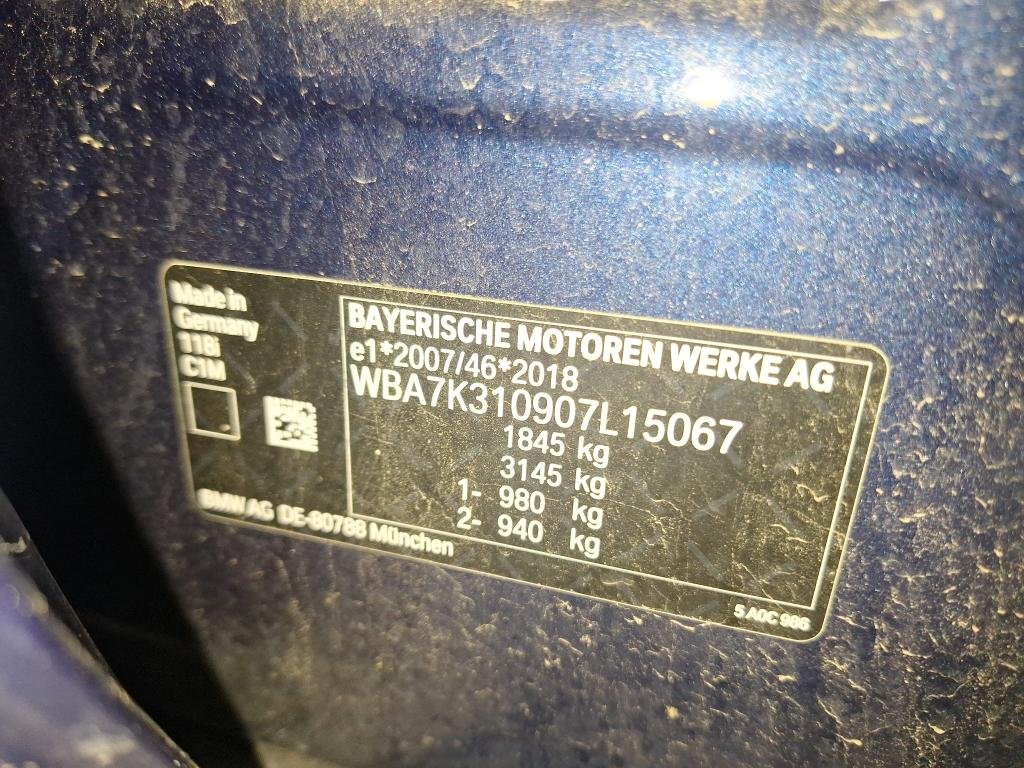 Made in
Germany
118i
C1M
BAYERISCHE MOTOREN WERKE AG
e1*2007/46*2018
WBA7K310907L15067
1845 kg
3145 kg
1- 980 kg
2- 940 kg
BMW AG DE-80788 München
5 A0C 986